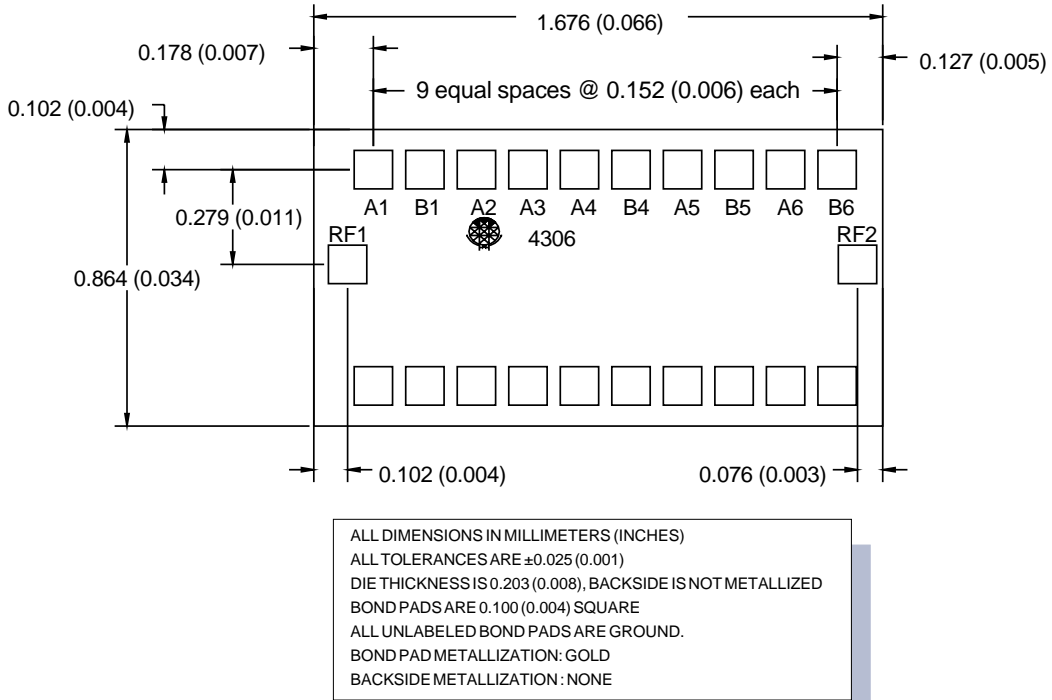 1.676 (0.066)
0.178 (0.007)
0.127 (0.005)
9 equal spaces @ 0.152 (0.006) each
0.102 (0.004)
A1 B1 A2 A3 A4 B4 A5 B5 A6 B6
0.279 (0.011)
RF1
4306
RF2
0.864 (0.034)
0.102 (0.004)
0.076 (0.003)
ALL DIMENSIONS IN MILLIMETERS (INCHES)
ALL TOLERANCES ARE ±0.025 (0.001)
DIE THICKNESS IS 0.203 (0.008), BACKSIDE IS NOT METALLIZED
BOND PADS ARE 0.100 (0.004) SQUARE
ALL UNLABELED BOND PADS ARE GROUND.
BOND PAD METALLIZATION: GOLD
BACKSIDE METALLIZATION: NONE